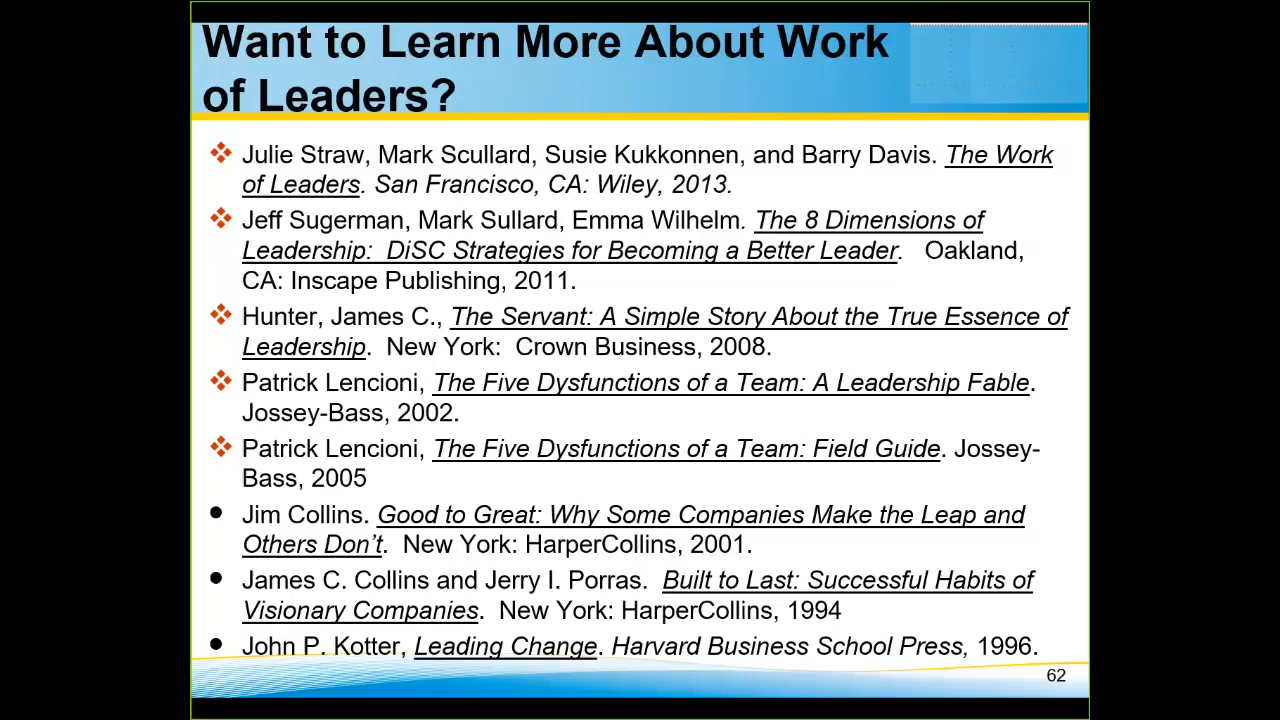 Want to Learn More About Work
of Leaders?
Julie Straw, Mark Scullard, Susie Kukkonnen, and Barry Davis. The Work
of Leaders. San Francisco, CA: Wiley, 2013.
Jeff Sugerman, Mark Sullard, Emma Wilhelm. The 8 Dimensions of
Leadership: DiSC Strategies for Becoming a Better Leader. Oakland,
CA: Inscape Publishing, 2011.
Hunter, James C., The Servant: A Simple Story About the True Essence of
Leadership. New York: Crown Business, 2008.
Patrick Lencioni, The Five Dysfunctions of a Team: A Leadership Fable.
Jossey-Bass, 2002.
Patrick Lencioni, The Five Dysfunctions of a Team: Field Guide. Jossey-
Bass, 2005
Jim Collins. Good to Great: Why Some Companies Make the Leap and
Others Don’t. New York: HarperCollins, 2001.
James C. Collins and Jerry I. Porras. Built to Last: Successful Habits of
Visionary Companies. New York: HarperCollins, 1994
John P. Kotter, Leading Change. Harvard Business School Press, 1996.
62